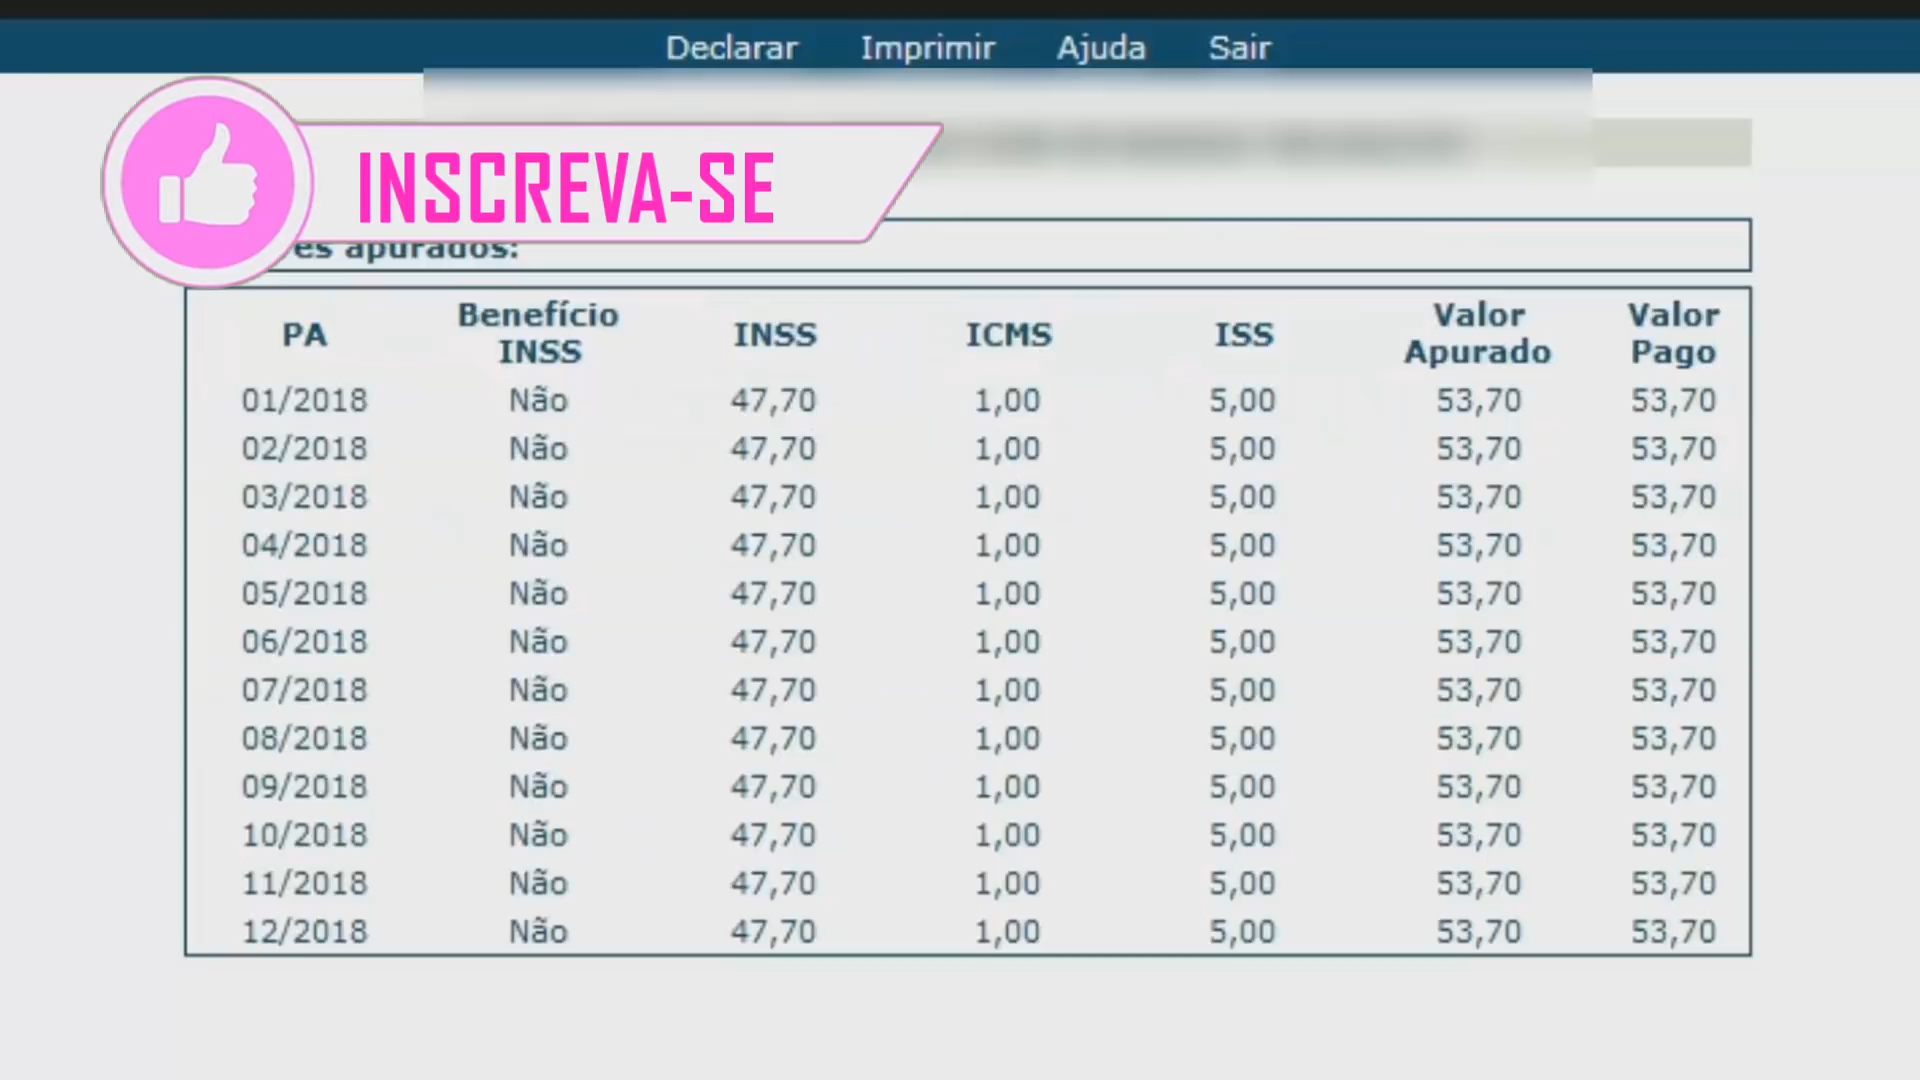 Declarar Imprimir Ajuda Sair
INSCREVA-SE
es apurados:
PA Benefício INSS INSS ICMS ISS Valor Apurado Valor Pago
01/2018 Não 47,70 1,00 5,00 53,70 53,70
02/2018 Não 47,70 1,00 5,00 53,70 53,70
03/2018 Não 47,70 1,00 5,00 53,70 53,70
04/2018 Não 47,70 1,00 5,00 53,70 53,70
05/2018 Não 47,70 1,00 5,00 53,70 53,70
06/2018 Não 47,70 1,00 5,00 53,70 53,70
07/2018 Não 47,70 1,00 5,00 53,70 53,70
08/2018 Não 47,70 1,00 5,00 53,70 53,70
09/2018 Não 47,70 1,00 5,00 53,70 53,70
10/2018 Não 47,70 1,00 5,00 53,70 53,70
11/2018 Não 47,70 1,00 5,00 53,70 53,70
12/2018 Não 47,70 1,00 5,00 53,70 53,70